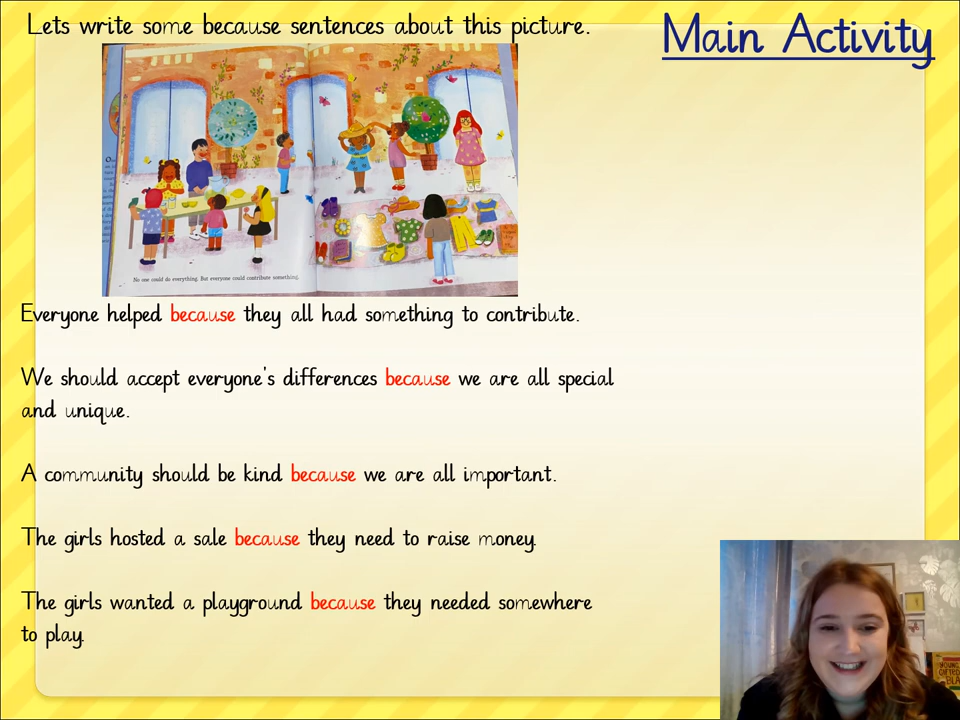 Lets write some because sentences about this picture.
Main Activity
No one could do everything. But everyone could contribute something.
Everyone helped because they all had something to contribute.
We should accept everyone's differences because we are all special
and unique.
A community should be kind because we are all important.
The girls hosted a sale because they need to raise money.
The girls wanted a playground because they needed somewhere
to play.
YOUNG